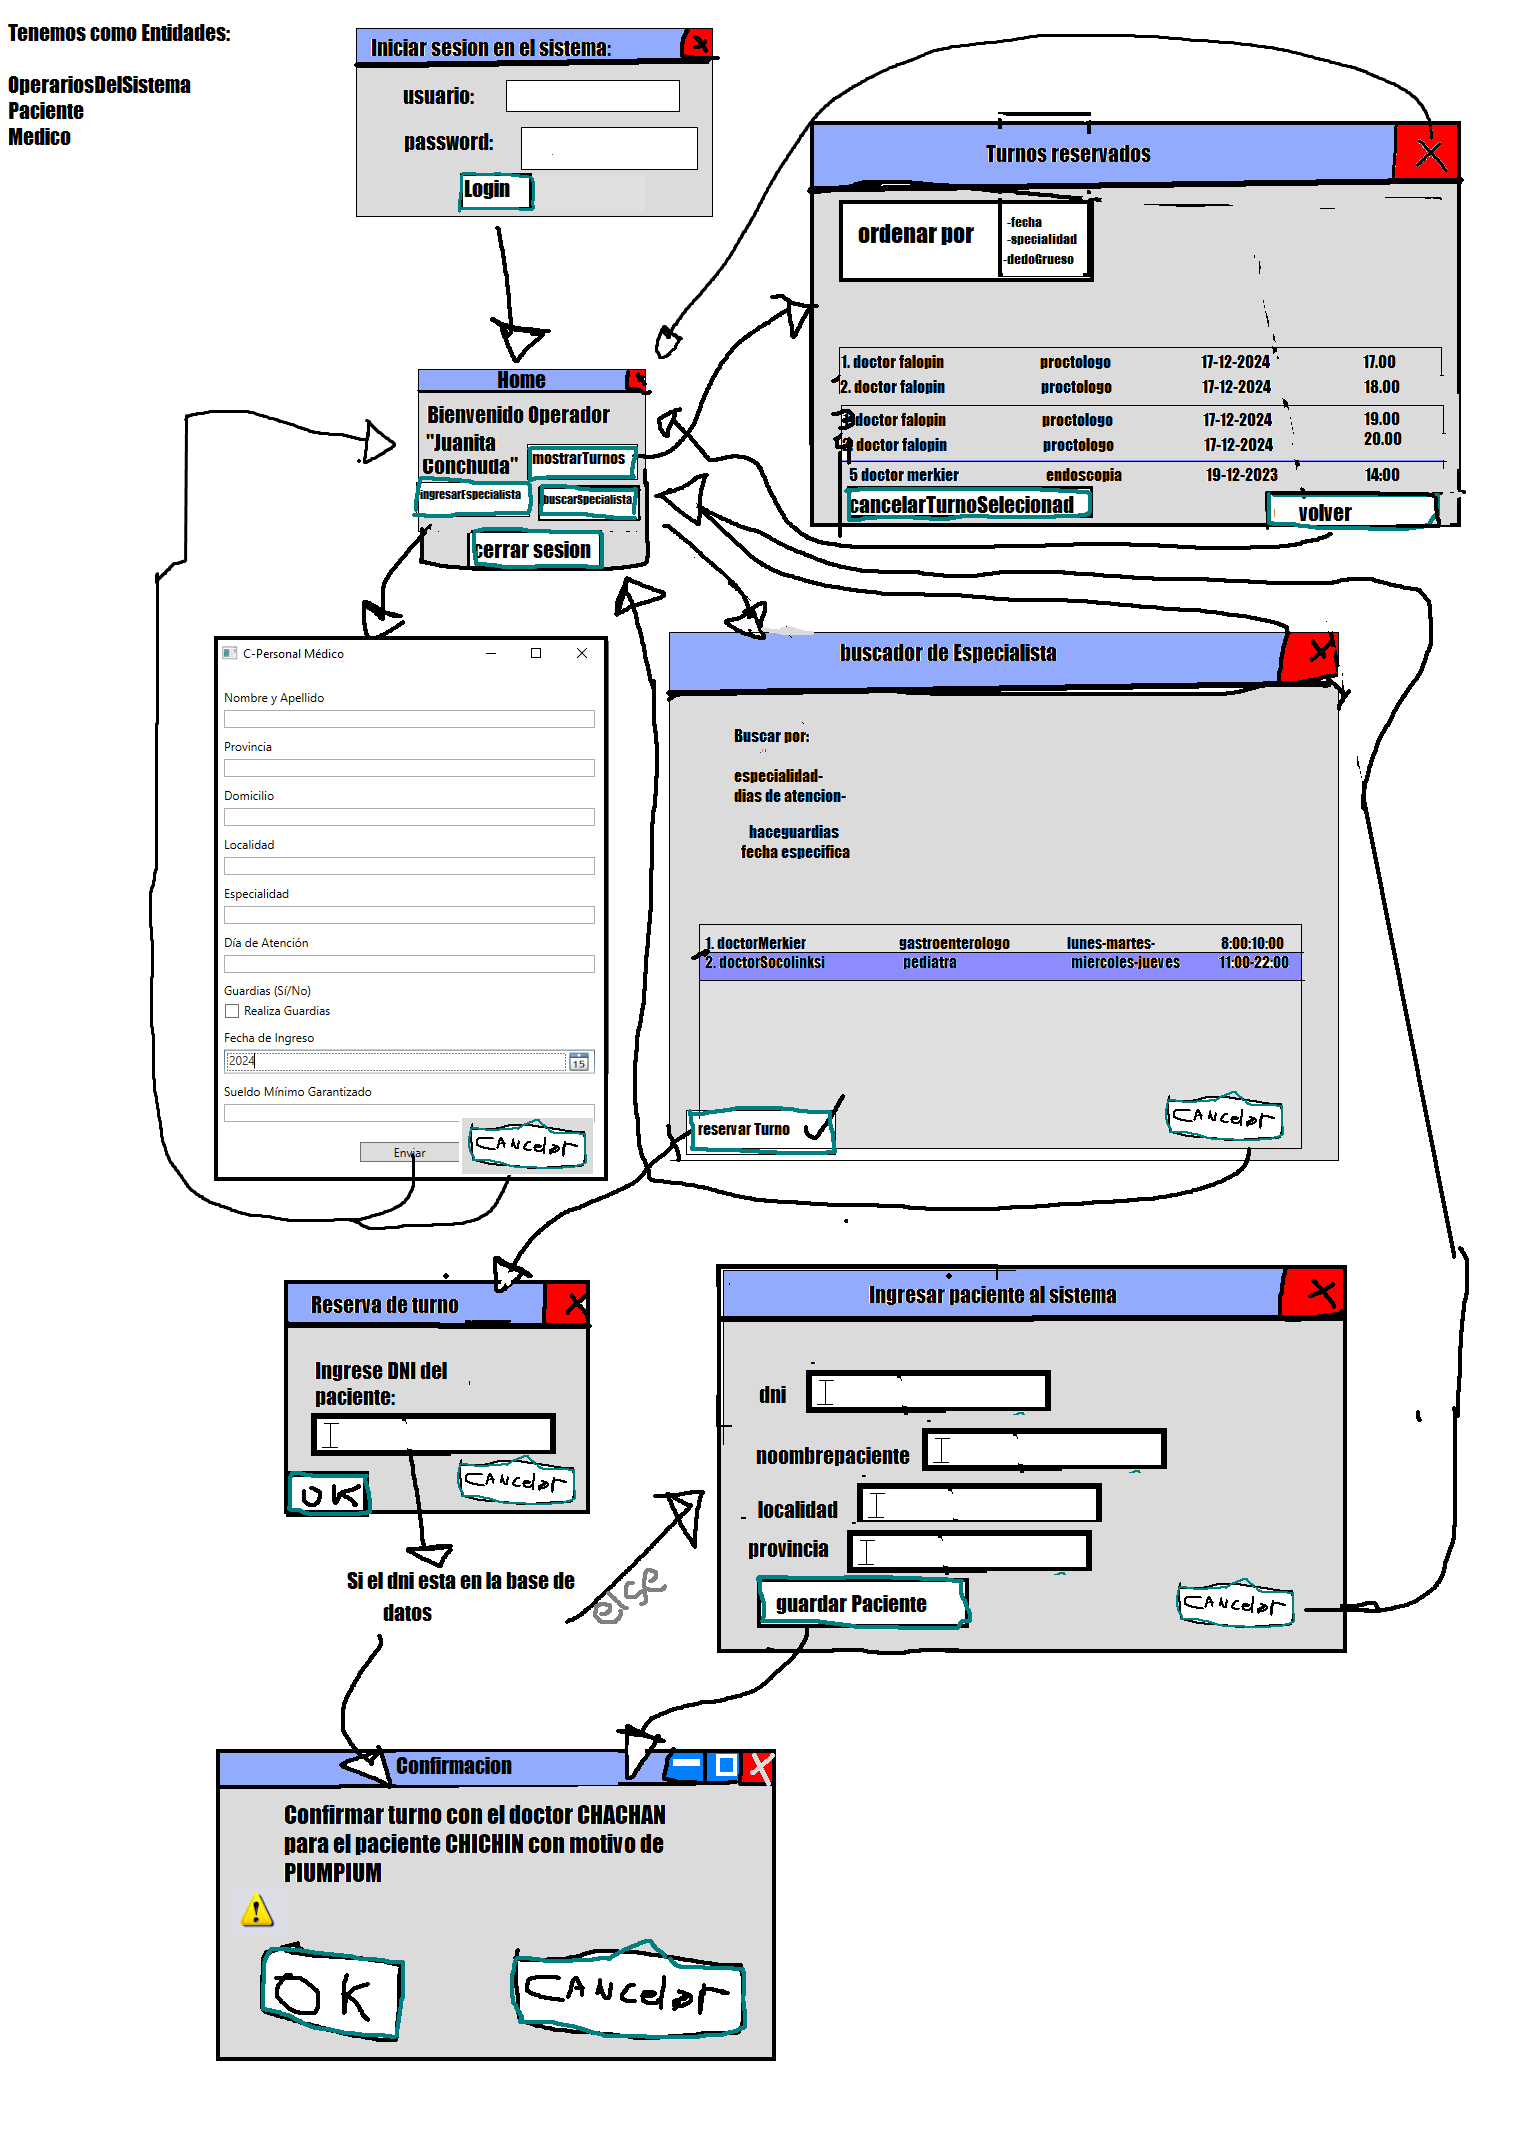 Tenemos como Entidades:
OperariosDelSistema
Paciente
Medico
Iniciar sesion en el sistema:
usuario:
password:
Login
Turnos reservados
ordenar por
-fecha
-specialidad
-dedoGrueso
1. doctor falopin proctologo 17-12-2024 17.00
2. doctor falopin proctologo 17-12-2024 18.00
doctor falopin proctologo 17-12-2024 19.00
doctor falopin proctologo 17-12-2024 20.00
5 doctor merkier endoscopia 19-12-2023 14:00
cancelarTurnoSelecionad
volver
Home
Bienvenido Operador
"Juanita
Conchuda"
mostrarTurnos
ingresarEspecialista
buscarSpecialista
cerrar sesion
C-Personal Médico
Nombre y Apellido
Provincia
Domicilio
Localidad
Especialidad
Día de Atención
Guardias (Sí/No)
Realiza Guardias
Fecha de Ingreso
2024
15
Sueldo Mínimo Garantizado
Enviar
CANcelar
buscador de Especialista
Buscar por:
especialidad-
dias de atencion-
haceguardias
fecha especifica
1. doctorMerkier gastroenterologo lunes-martes- 8:00:10:00
2. doctorSocolinksi pediatra miercoles-jueves 11:00-22:00
reservar Turno
CANcelar
Reserva de turno
Ingrese DNI del
paciente:
OK
CANcelar
Si el dni esta en la base de
datos
else
Ingresar paciente al sistema
dni
noombrepaciente
localidad
provincia
guardar Paciente
CANcelar
Confirmacion
Confirmar turno con el doctor CHACHAN
para el paciente CHICHIN con motivo de
PIUMPIUM
OK
CANcelar